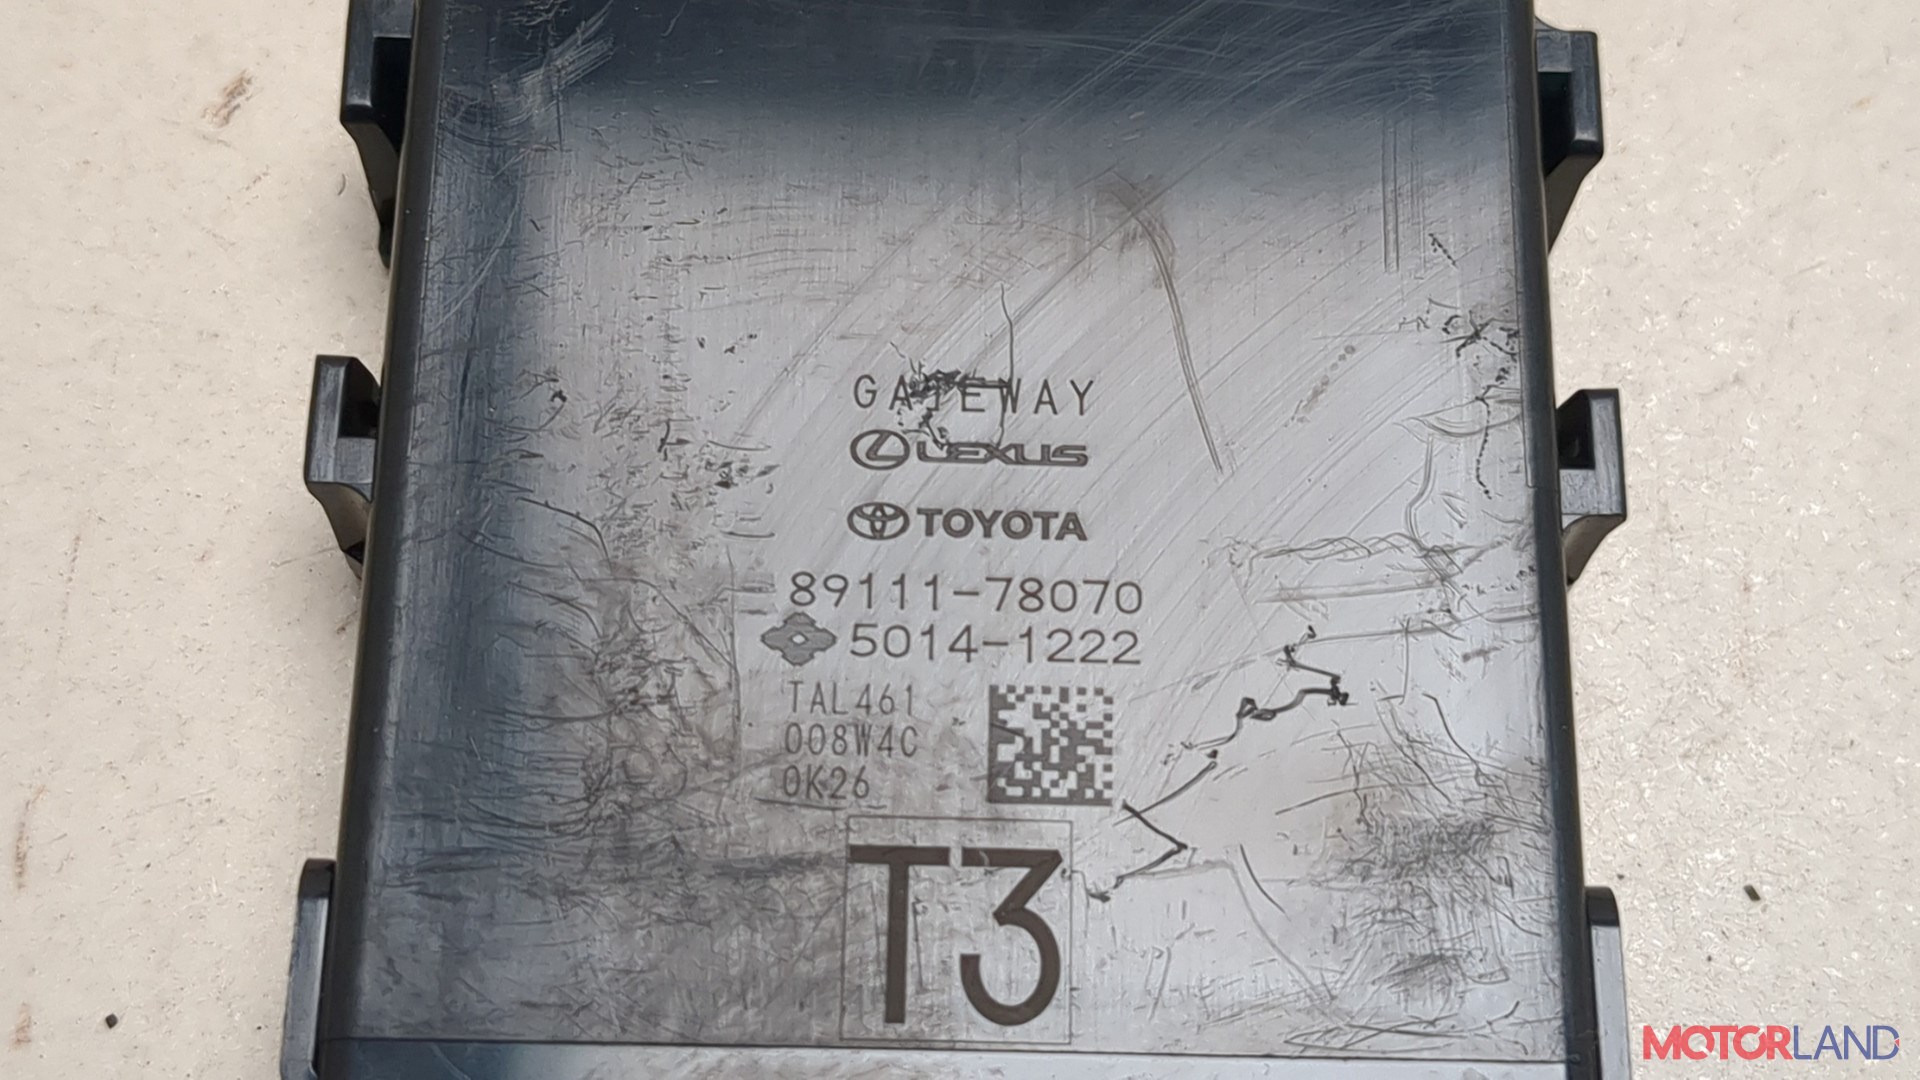 GATEWAY
LEXUS
TOYOTA
89111-78070
5014-1222
TAL461
008W4C
0K26
T3
MOTORLAND